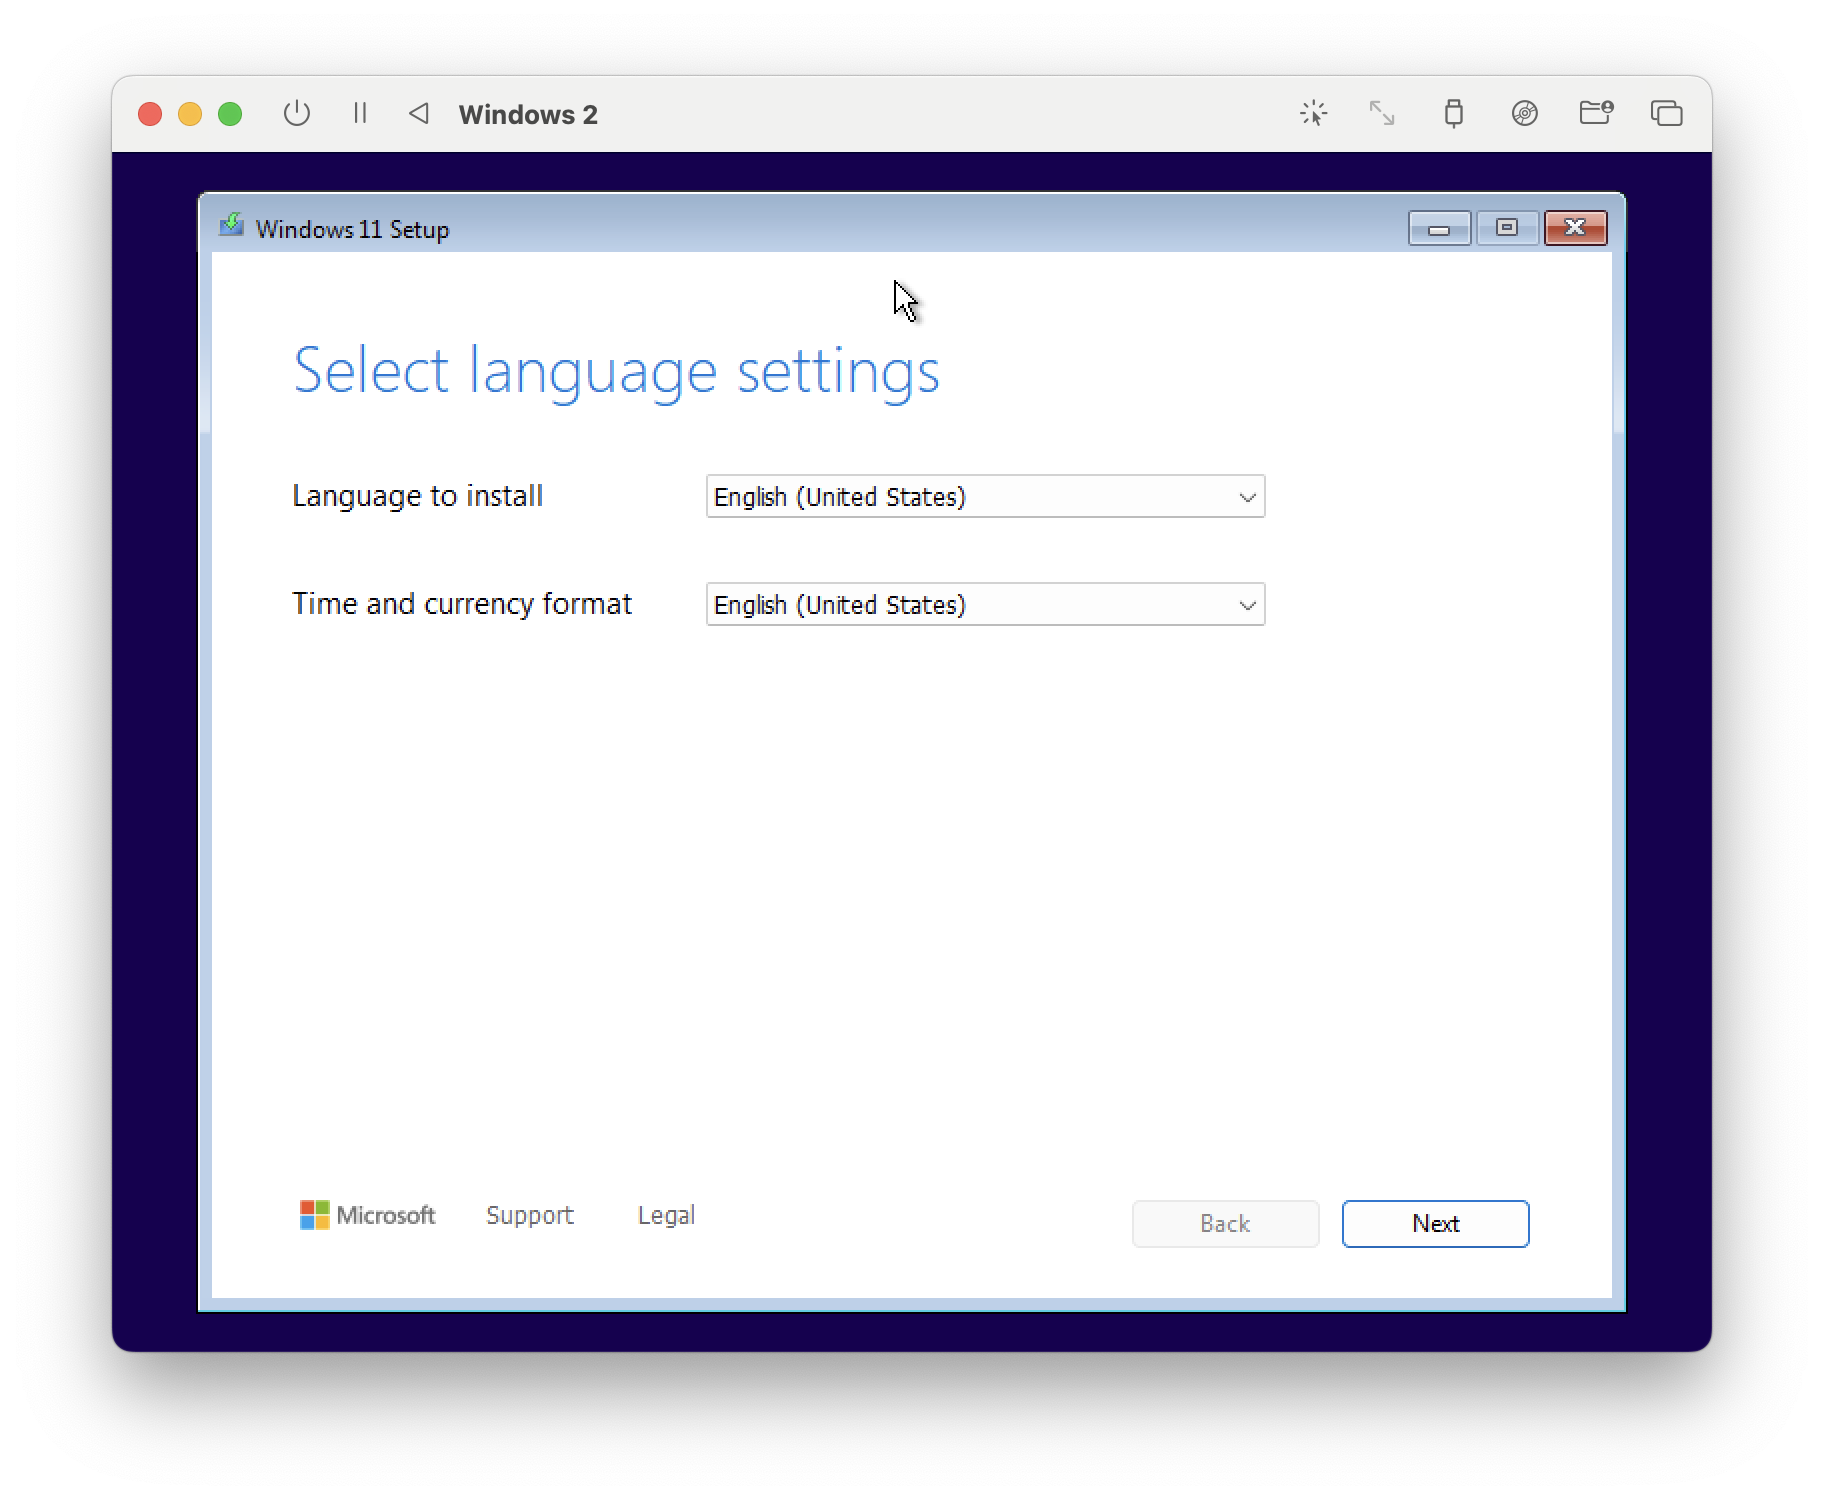 Windows 2
Windows 11 Setup
Select language settings
Language to install
English (United States)
Time and currency format
English (United States)
Microsoft
Support
Legal
Back
Next